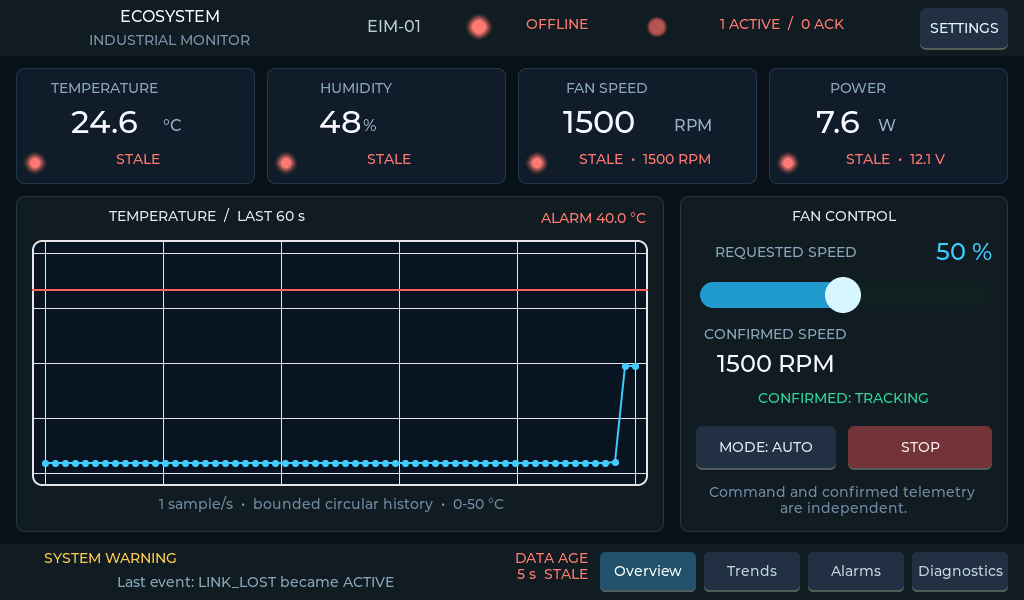 ECOSYSTEM
INDUSTRIAL MONITOR
EIM-01
OFFLINE
1 ACTIVE / 0 ACK
SETTINGS
TEMPERATURE
24.6 °C
STALE
HUMIDITY
48 %
STALE
FAN SPEED
1500 RPM
STALE • 1500 RPM
POWER
7.6 W
STALE • 12.1 V
TEMPERATURE / LAST 60 s
ALARM 40.0 °C
1 sample/s • bounded circular history • 0-50 °C
FAN CONTROL
REQUESTED SPEED 50 %
CONFIRMED SPEED
1500 RPM
CONFIRMED: TRACKING
MODE: AUTO
STOP
Command and confirmed telemetry
are independent.
SYSTEM WARNING
Last event: LINK_LOST became ACTIVE
DATA AGE
5 s STALE
Overview
Trends
Alarms
Diagnostics